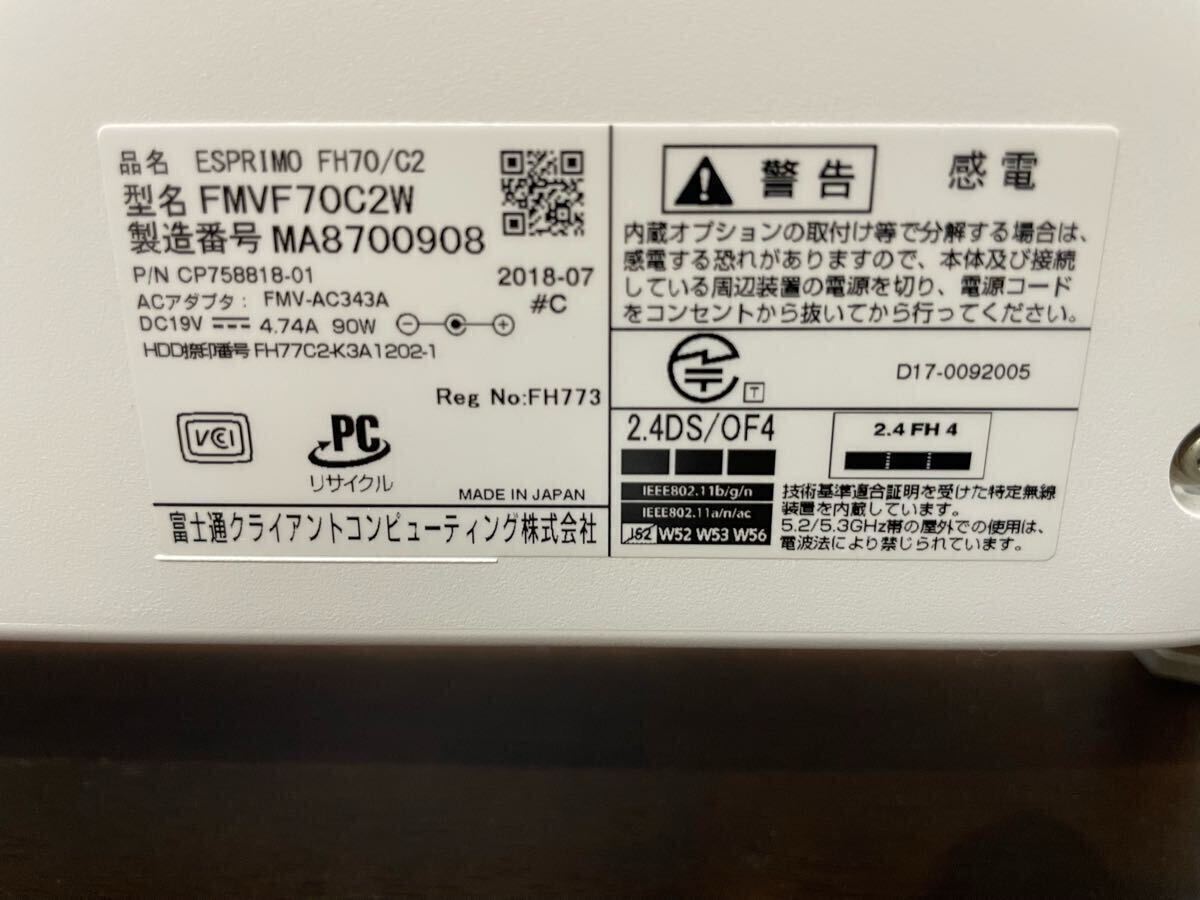 品名 ESPRIMO FH70/C2
型名 FMVF70C2W
製造番号 MA8700908
P/N CP758818-01
2018-07
ACアダプタ: FMV-AC343A
#C
DC19V 4.74A 90W
HDD捺印番号 FH77C2-K3A1202-1
Reg No:FH773
VCCI
PC
リサイクル
MADE IN JAPAN
富士通クライアントコンピューティング株式会社
警告 感電
内蔵オプションの取付け等で分解する場合は、
感電する恐れがありますので、本体及び接続
している周辺装置の電源を切り、電源コード
をコンセントから抜いてから行ってください。
T
D17-0092005
2.4DS/OF4
2.4 FH 4
IEEE802.11b/g/n
IEEE802.11a/n/ac
J52 W52 W53 W56
技術基準適合証明を受けた特定無線
装置を内蔵しています。
5.2/5.3GHz帯の屋外での使用は、
電波法により禁じられています。